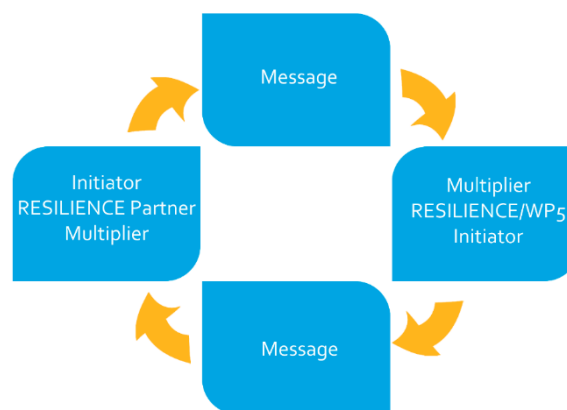 Message
Initiator
RESILIENCE Partner
Multiplier
Multiplier
RESILIENCE/WP5
Initiator
Message